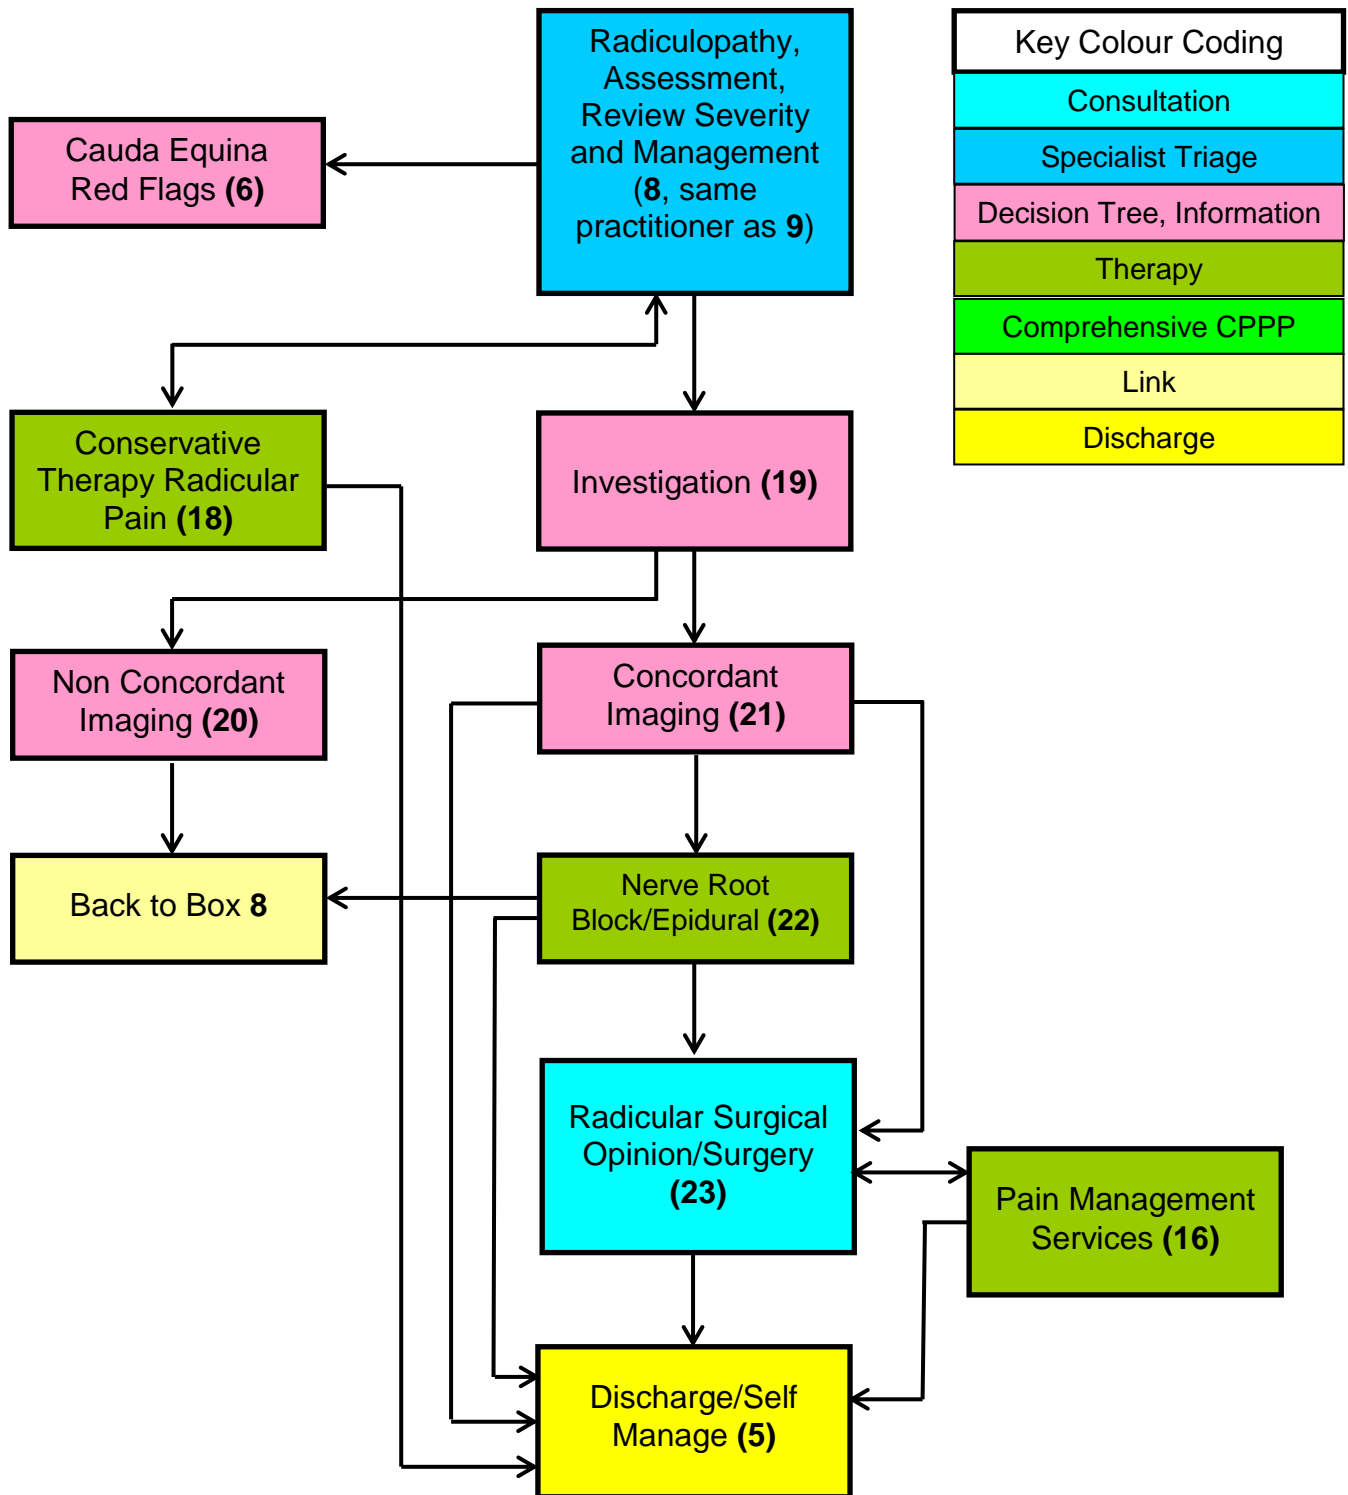 Radiculopathy,
Assessment,
Review Severity
and Management
(8, same
practitioner as 9)
Key Colour Coding
Consultation
Specialist Triage
Decision Tree, Information
Therapy
Comprehensive CPPP
Link
Discharge
Cauda Equina
Red Flags (6)
Conservative
Therapy Radicular
Pain (18)
Investigation (19)
Non Concordant
Imaging (20)
Concordant
Imaging (21)
Back to Box 8
Nerve Root
Block/Epidural (22)
Radicular Surgical
Opinion/Surgery
(23)
Pain Management
Services (16)
Discharge/Self
Manage (5)